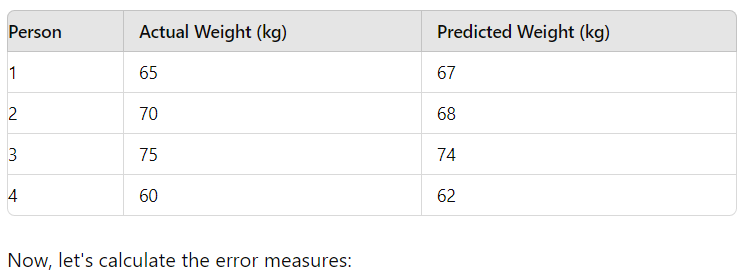 Person Actual Weight (kg) Predicted Weight (kg)
1 65 67
2 70 68
3 75 74
4 60 62
Now, let's calculate the error measures: